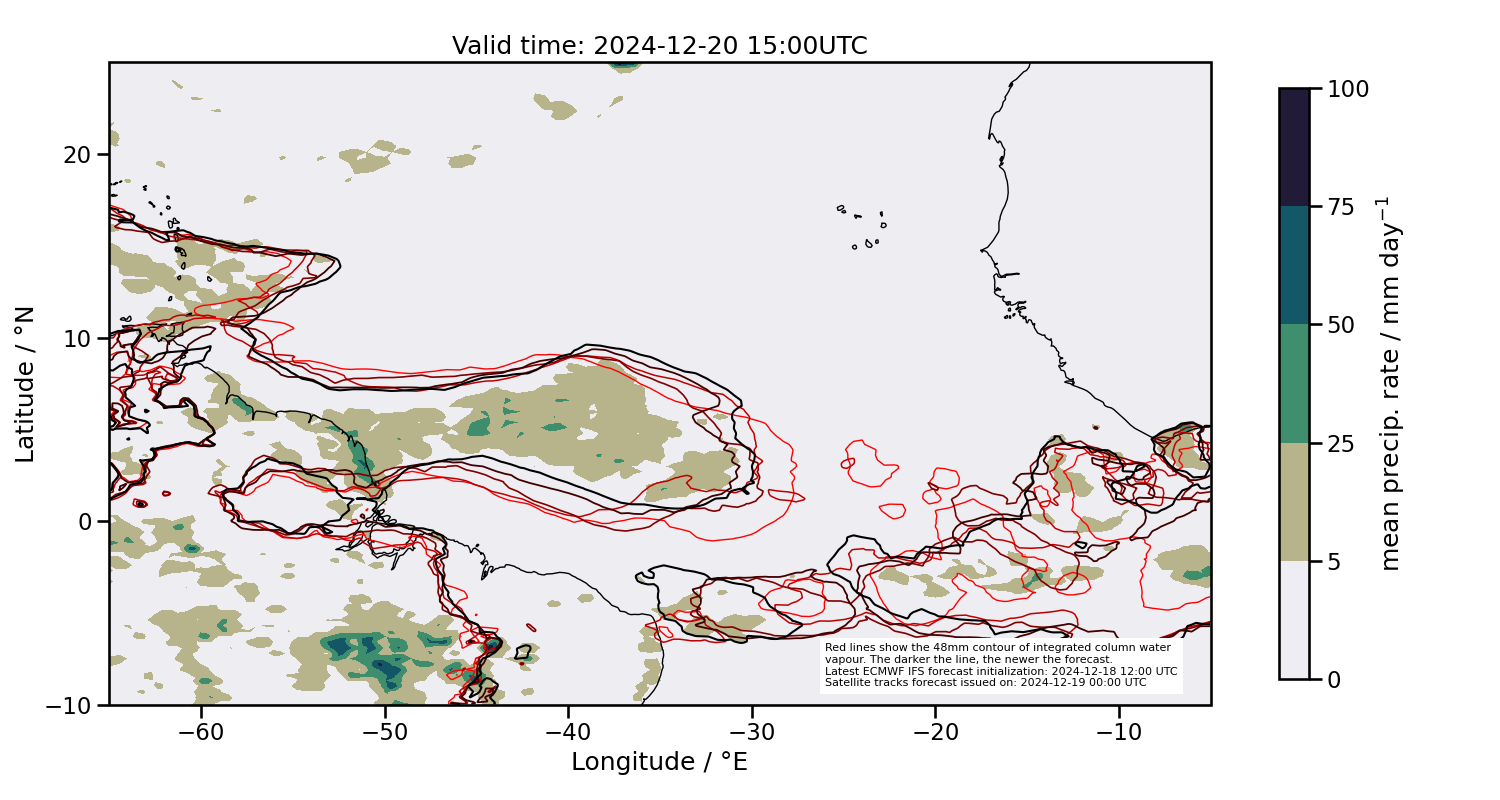 Valid time: 2024-12-20 15:00UTC
Latitude / °N
20
10
0
−10
−60
−50
−40
−30
−20
−10
Longitude / °E
Red lines show the 48mm contour of integrated column water
vapour. The darker the line, the newer the forecast.
Latest ECMWF IFS forecast initialization: 2024-12-18 12:00 UTC
Satellite tracks forecast issued on: 2024-12-19 00:00 UTC
100
75
50
25
5
0
mean precip. rate / mm day⁻¹